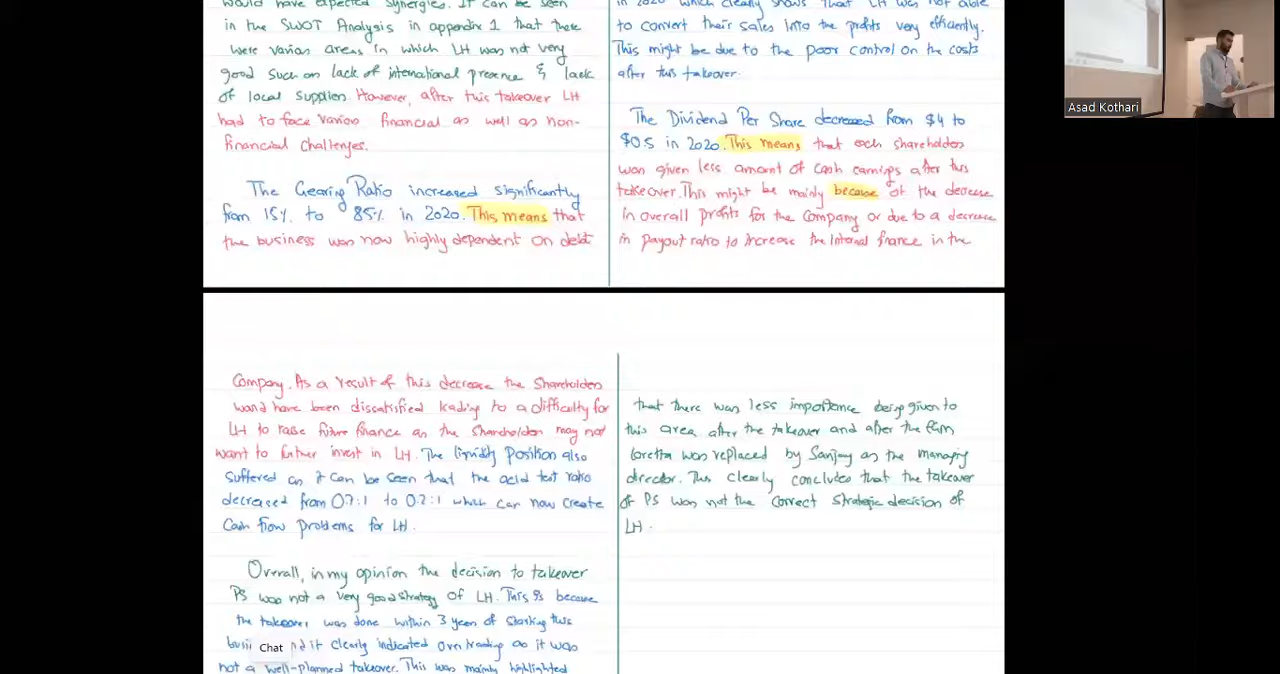 would have expected synergies. It can be seen
in the SWOT Analysis in appendix 1 that there
were various areas in which LH was not very
good such as lack of international presence & lack
of local suppliers. However, after this takeover LH
had to face various financial as well as non-
financial challenges.
The Gearing Ratio increased significantly
from 15% to 85% in 2020. This means that
the business was now highly dependent on debt
in 2020 which clearly shows that LH was not able
to convert their sales into the profits very efficiently.
This might be due to the poor control on the costs
after this takeover.
The Dividend Per Share decreased from $4 to
$0.5 in 2020. This means that each shareholders
was given less amount of cash earnings after this
takeover. This might be mainly because of the decrease
in overall profits for the Company or due to a decrease
in payout ratio to increase the internal finance in the
Company. As a result of this decrease the Shareholders
would have been dissatisfied leading to a difficulty for
LH to raise future finance as the shareholders may not
want to further invest in LH. The liquidity position also
suffered as it can be seen that the acid test ratio
decreased from 0.7:1 to 0.2:1 which can now create
Cash flow problems for LH.
Overall, in my opinion the decision to takeover
PS was not a very good strategy of LH. This is because
the takeover was done within 3 years of starting this
busi it clearly indicated overtrading as it was
not a well-planned takeover. This was mainly highlighted
that there was less importance being given to
this area after the takeover and after the
Loretta was replaced by Sanjay as the managing
director. This clearly concludes that the takeover
of PS was not the correct strategic decision of
LH.
Chat
Asad Kothari